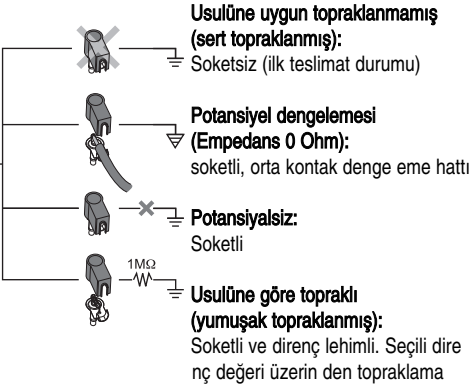 Usulüne uygun topraklanmamış
(sert topraklanmış):
Soketsiz (ilk teslimat durumu)
Potansiyel dengelemesi
(Empedans 0 Ohm):
soketli, orta kontak denge eme hattı
Potansiyalsiz:
Soketli
1MΩ
Usulüne göre topraklı
(yumuşak topraklanmış):
Soketli ve direnç lehimli. Seçili dire
nç değeri üzerin den topraklama